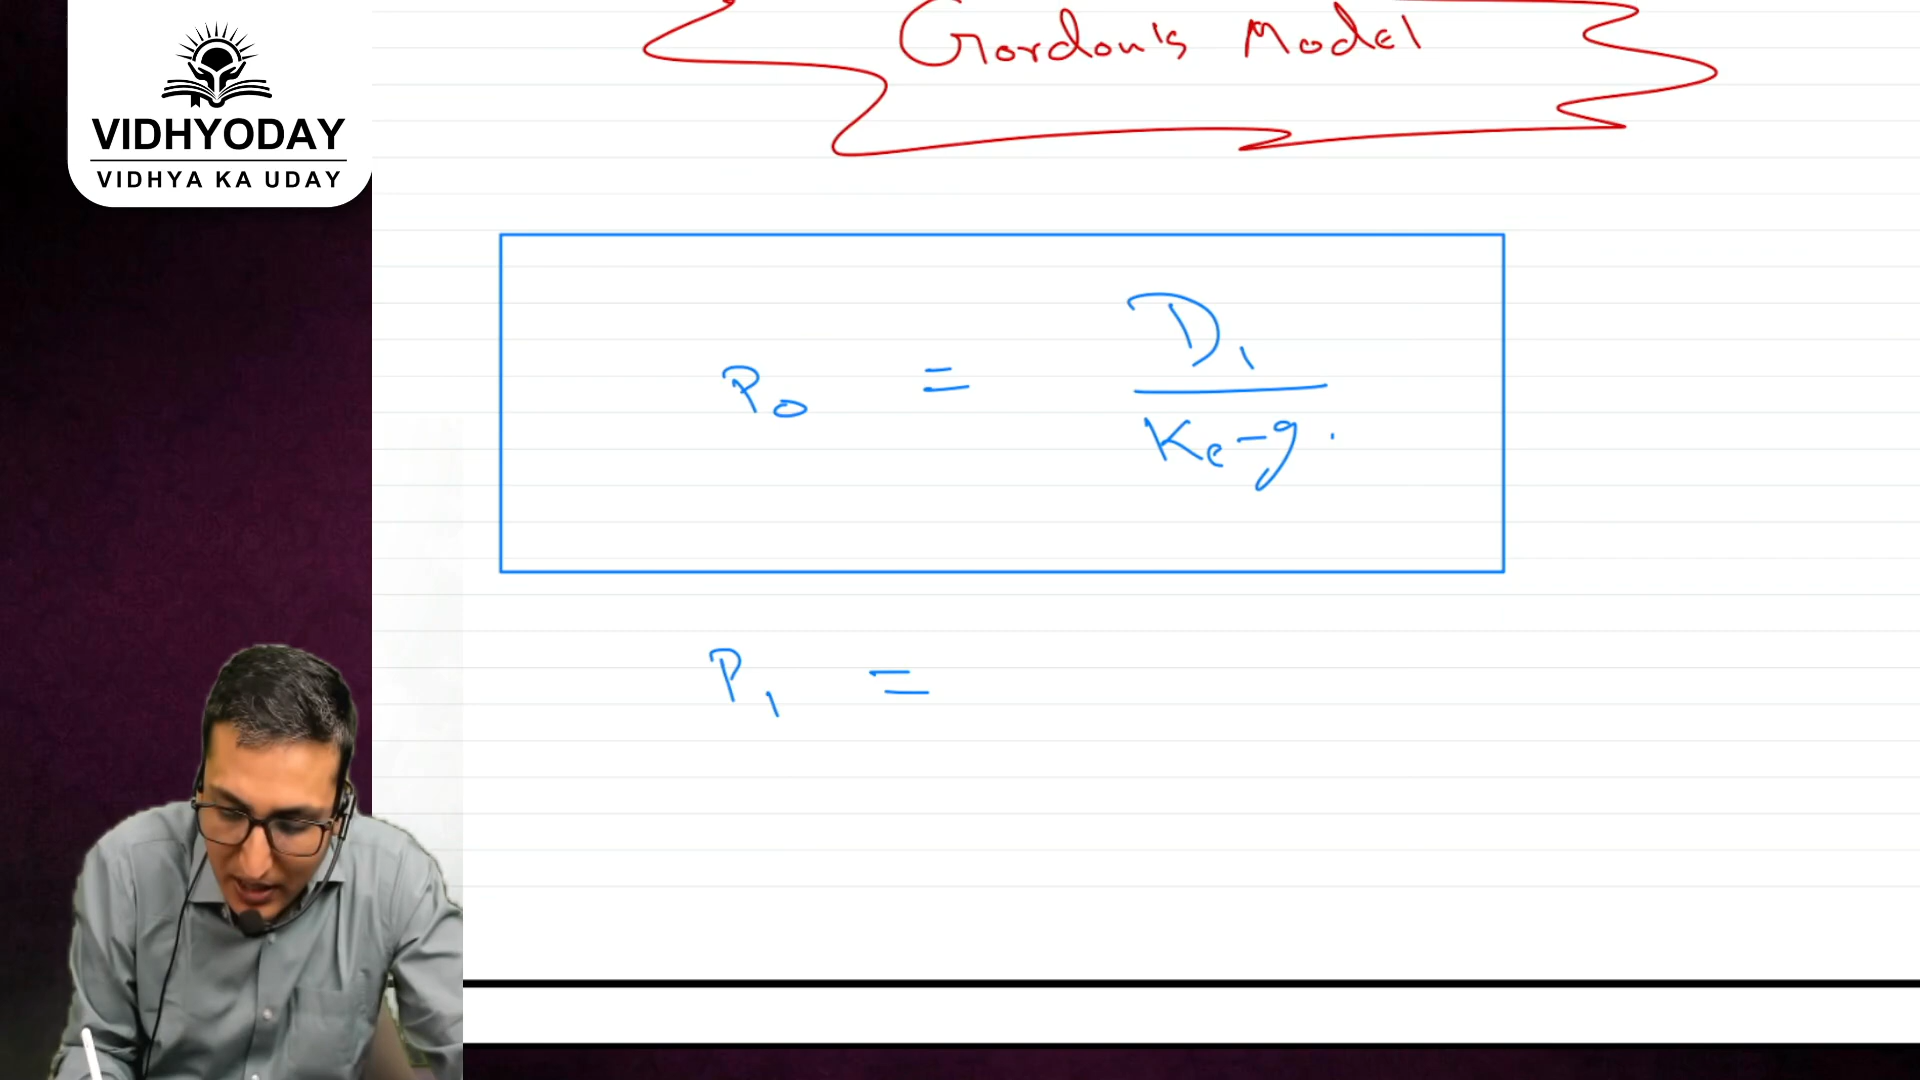 VIDHYODAY
VIDHYA KA UDAY
Gordon's Model
P₀ = D₁ / (Ke - g)
P₁ =